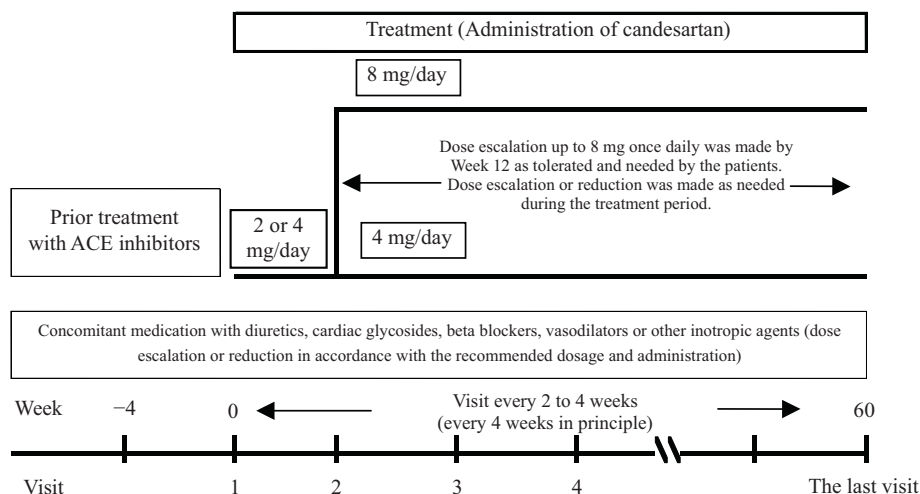 Treatment (Administration of candesartan)
8 mg/day
Dose escalation up to 8 mg once daily was made by
Week 12 as tolerated and needed by the patients.
Dose escalation or reduction was made as needed
during the treatment period.
Prior treatment
with ACE inhibitors
2 or 4
mg/day
4 mg/day
Concomitant medication with diuretics, cardiac glycosides, beta blockers, vasodilators or other inotropic agents (dose
escalation or reduction in accordance with the recommended dosage and administration)
Week −4 0 Visit every 2 to 4 weeks 60
(every 4 weeks in principle)
Visit 1 2 3 4 The last visit